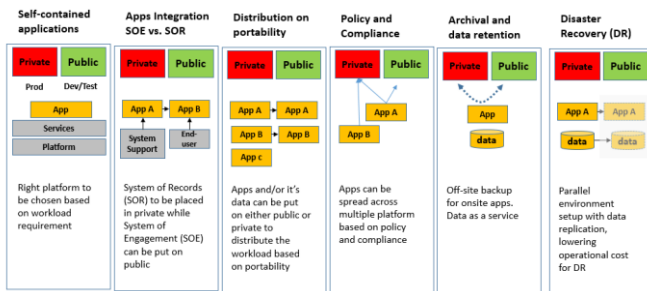 Self-contained
applications
Private
Public
Prod
Dev/Test
App
Services
Platform
Right platform to
be chosen based
on workload
requirement
Apps Integration
SOE vs. SOR
Private
Public
App A
App B
System
Support
End-
user
System of Records
(SOR) to be placed
in private while
System of
Engagement (SOE)
can be put on
public
Distribution on
portability
Private
Public
App A
App A
App B
App B
App c
Apps and/or it's
data can be put
on either public or
private to
distribute the
workload based
on portability
Policy and
Compliance
Private
Public
App A
App B
Apps can be
spread across
multiple platform
based on policy
and compliance
Archival and
data retention
Private
Public
App
data
Off-site backup
for onsite apps.
Data as a service
Disaster
Recovery (DR)
Private
Public
App A
App A
data
data
Parallel
environment
setup with data
replication,
lowering
operational cost
for DR